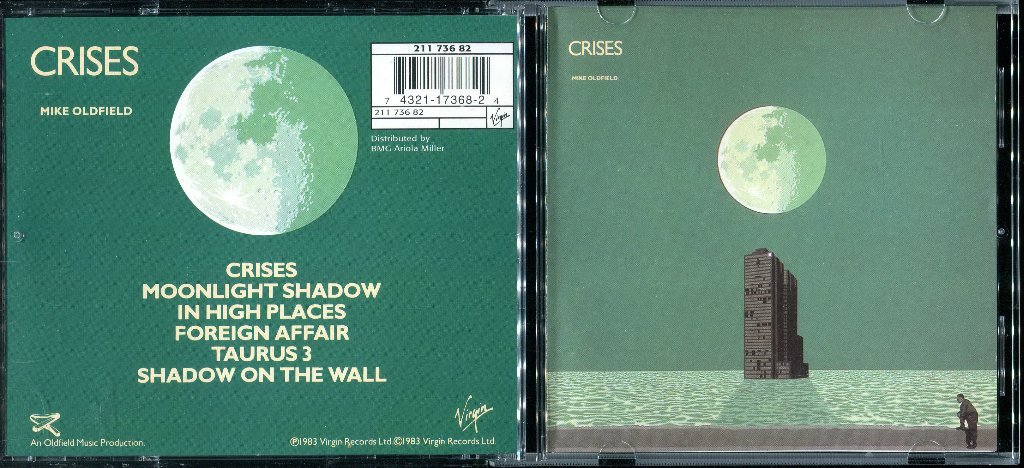 CRISES
MIKE OLDFIELD
211 736 82
7 4321-17368-2 4
211 736 82
Virgin
Distributed by
BMG Ariola Miller
CRISES
MOONLIGHT SHADOW
IN HIGH PLACES
FOREIGN AFFAIR
TAURUS 3
SHADOW ON THE WALL
An Oldfield Music Production.
Virgin
℗1983 Virgin Records Ltd.©1983 Virgin Records Ltd.
CRISES
MIKE OLDFIELD